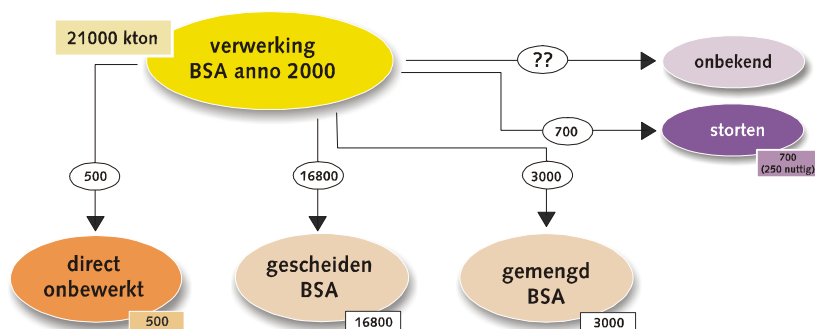 21000 kton
verwerking
BSA anno 2000
??
onbekend
700
storten
700
(250 nuttig)
500
16800
3000
direct
onbewerkt
500
gescheiden
BSA
16800
gemengd
BSA
3000